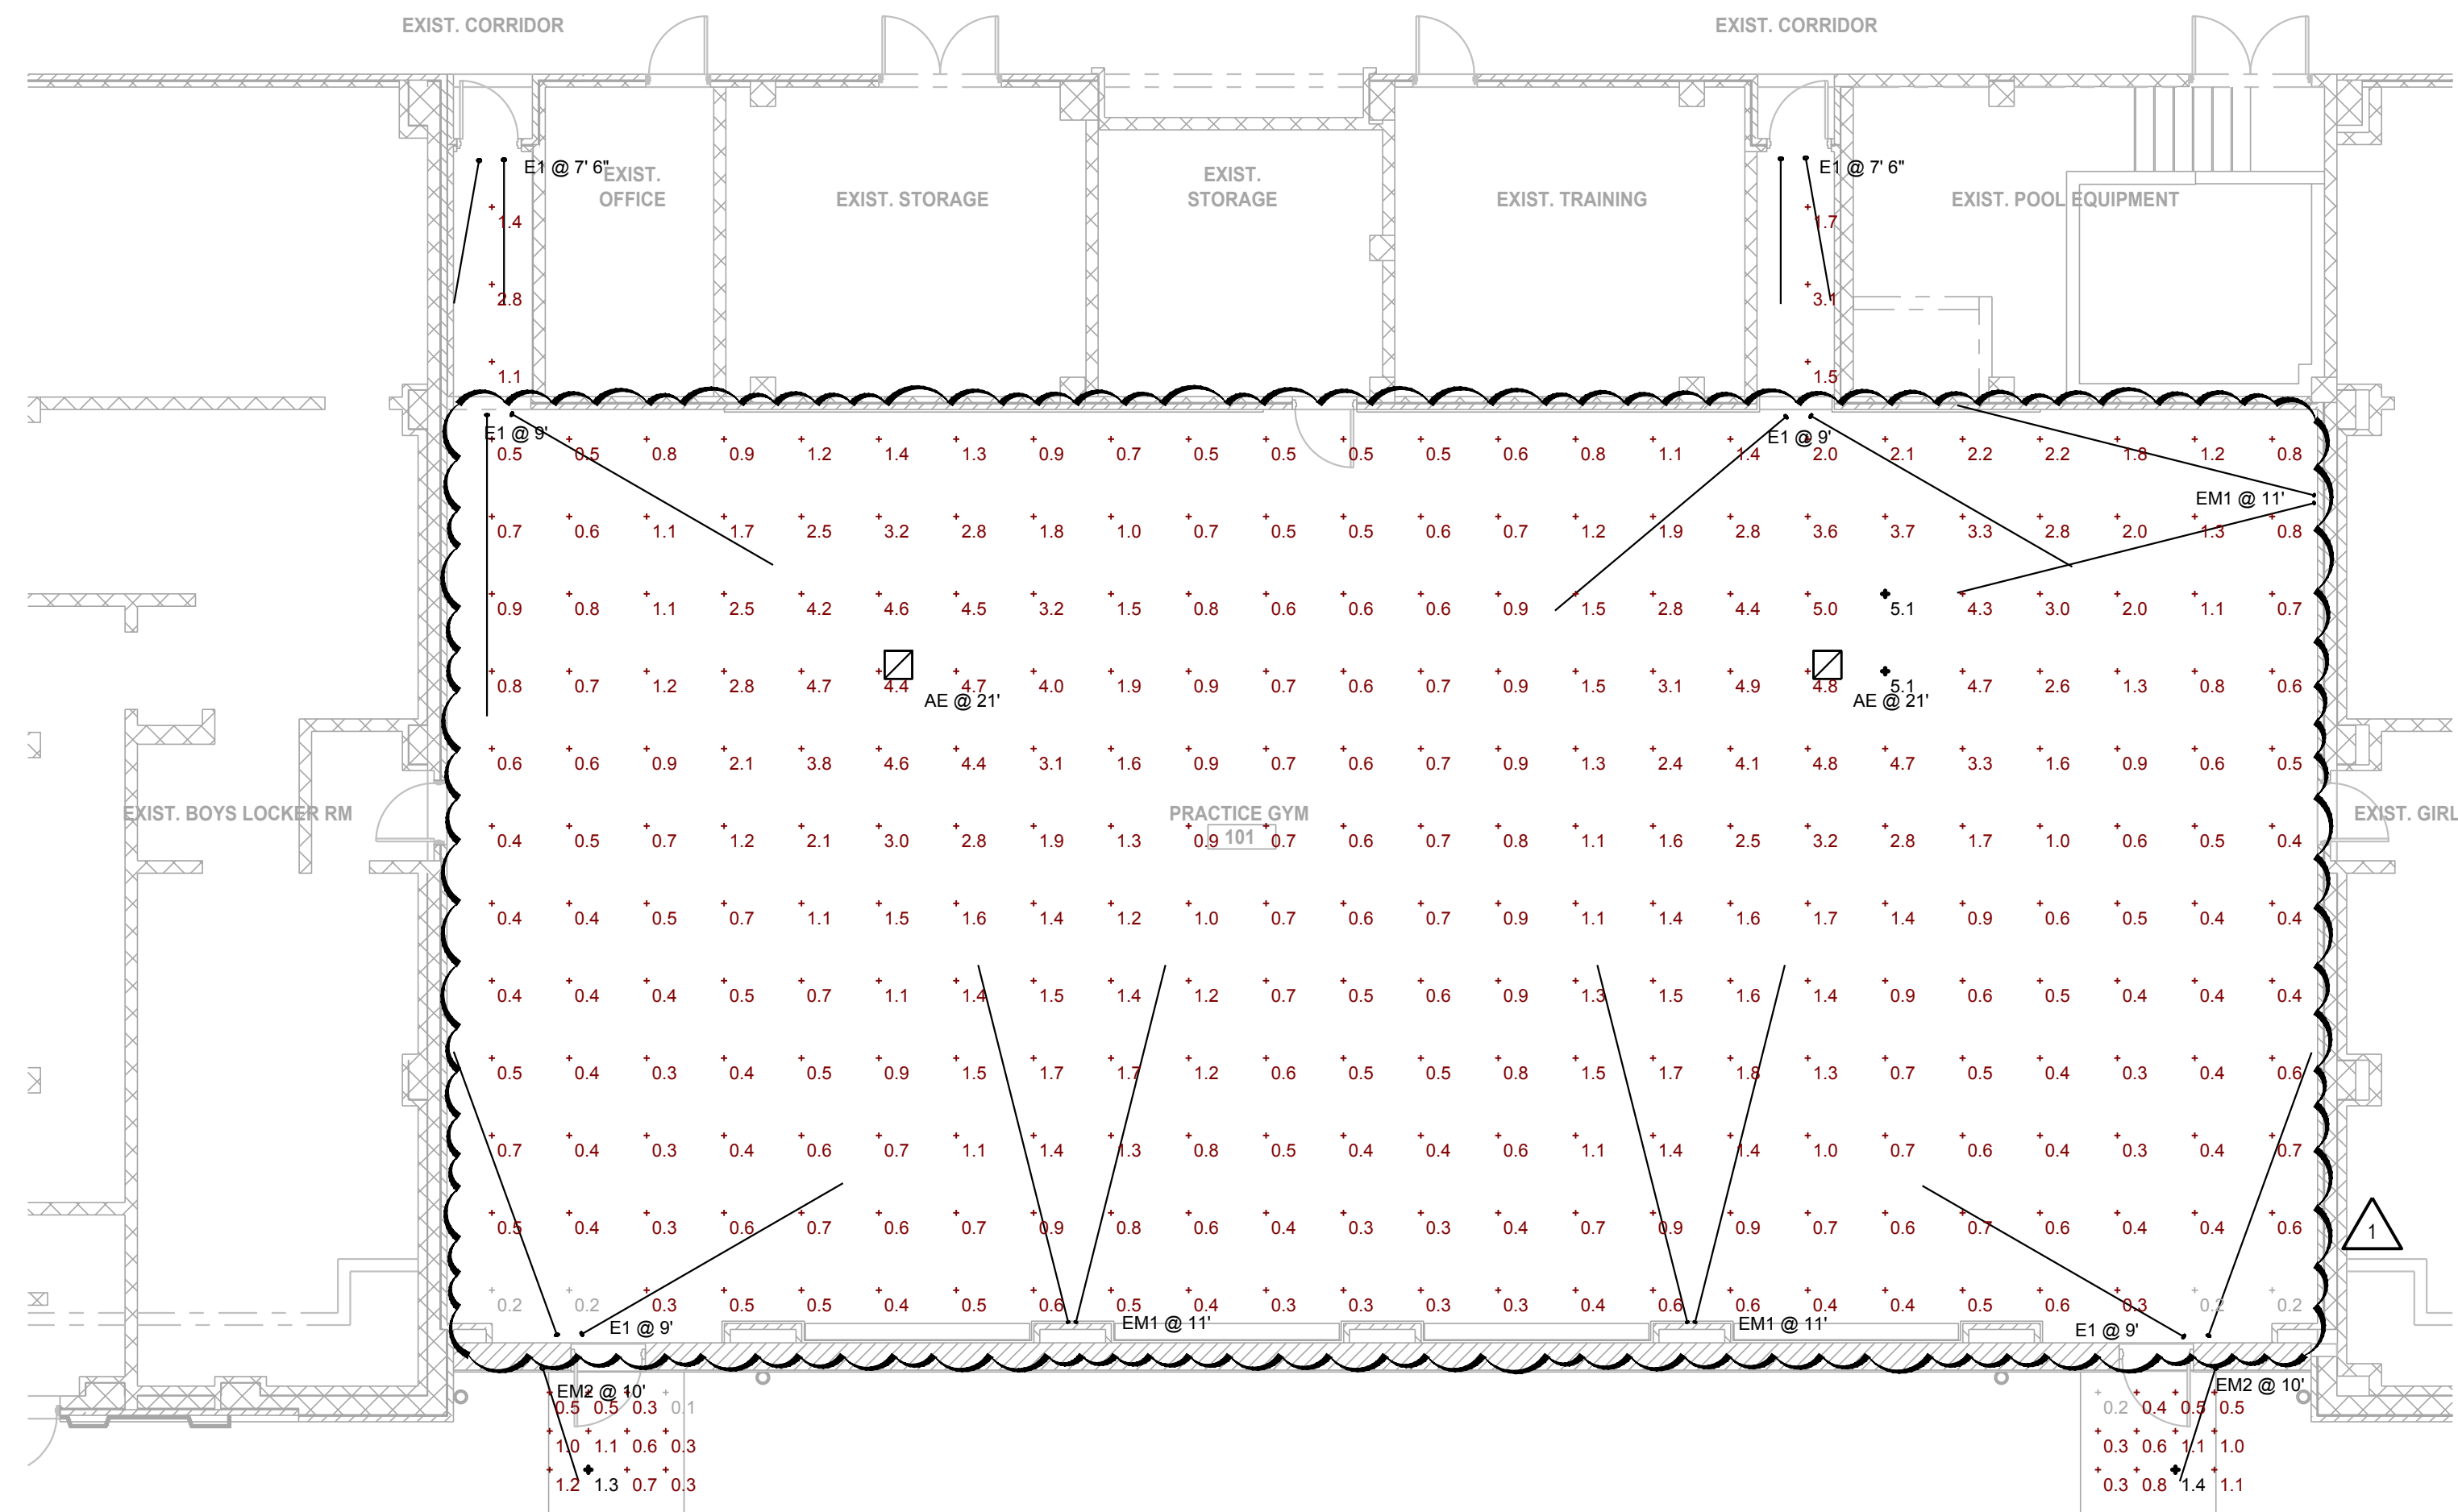 EXIST. CORRIDOR
EXIST. CORRIDOR
E1 @ 7' 6"
EXIST.
OFFICE
EXIST. STORAGE
EXIST.
STORAGE
EXIST. TRAINING
E1 @ 7' 6"
EXIST. POOL EQUIPMENT
1.4
1.7
2.8
3.1
1.1
1.5
E1 @ 9'
E1 @ 9'
0.5 0.5 0.8 0.9 1.2 1.4 1.3 0.9 0.7 0.5 0.5 0.5 0.5 0.6 0.8 1.1 1.4 2.0 2.1 2.2 2.2 1.8 1.2 0.8
EM1 @ 11'
0.7 0.6 1.1 1.7 2.5 3.2 2.8 1.8 1.0 0.7 0.5 0.5 0.6 0.7 1.2 1.9 2.8 3.6 3.7 3.3 2.8 2.0 1.3 0.8
0.9 0.8 1.1 2.5 4.2 4.6 4.5 3.2 1.5 0.8 0.6 0.6 0.6 0.9 1.5 2.8 4.4 5.0 5.1 4.3 3.0 2.0 1.1 0.7
0.8 0.7 1.2 2.8 4.7 4.4 4.7 4.0 1.9 0.9 0.7 0.6 0.7 0.9 1.5 3.1 4.9 4.8 5.1 4.7 2.6 1.3 0.8 0.6
AE @ 21'
AE @ 21'
0.6 0.6 0.9 2.1 3.8 4.6 4.4 3.1 1.6 0.9 0.7 0.6 0.7 0.9 1.3 2.4 4.1 4.8 4.7 3.3 1.6 0.9 0.6 0.5
EXIST. BOYS LOCKER RM
PRACTICE GYM
101
EXIST. GIRL
0.4 0.5 0.7 1.2 2.1 3.0 2.8 1.9 1.3 0.9 0.7 0.6 0.7 0.8 1.1 1.6 2.5 3.2 2.8 1.7 1.0 0.6 0.5 0.4
0.4 0.4 0.5 0.7 1.1 1.5 1.6 1.4 1.2 1.0 0.7 0.6 0.7 0.9 1.1 1.4 1.6 1.7 1.4 0.9 0.6 0.5 0.4 0.4
0.4 0.4 0.4 0.5 0.7 1.1 1.4 1.5 1.4 1.2 0.7 0.5 0.6 0.9 1.3 1.5 1.6 1.4 0.9 0.6 0.5 0.4 0.4 0.4
0.5 0.4 0.3 0.4 0.5 0.9 1.5 1.7 1.7 1.2 0.6 0.5 0.5 0.8 1.5 1.7 1.8 1.3 0.7 0.5 0.4 0.3 0.4 0.6
0.7 0.4 0.3 0.4 0.6 0.7 1.1 1.4 1.3 0.8 0.5 0.4 0.4 0.6 1.1 1.4 1.4 1.0 0.7 0.6 0.4 0.3 0.4 0.7
0.5 0.4 0.3 0.6 0.7 0.6 0.7 0.9 0.8 0.6 0.4 0.3 0.3 0.4 0.7 0.9 0.9 0.7 0.6 0.7 0.6 0.4 0.4 0.6
1
0.2 0.2 0.3 0.5 0.5 0.4 0.5 0.6 0.5 0.4 0.3 0.3 0.3 0.3 0.4 0.6 0.6 0.4 0.4 0.5 0.6 0.3 0.2 0.2
E1 @ 9'
EM1 @ 11'
EM1 @ 11'
E1 @ 9'
EM2 @ 10'
EM2 @ 10'
0.5 0.5 0.3 0.1
0.2 0.4 0.5 0.5
1.0 1.1 0.6 0.3
0.3 0.6 1.1 1.0
1.2 1.3 0.7 0.3
0.3 0.8 1.4 1.1